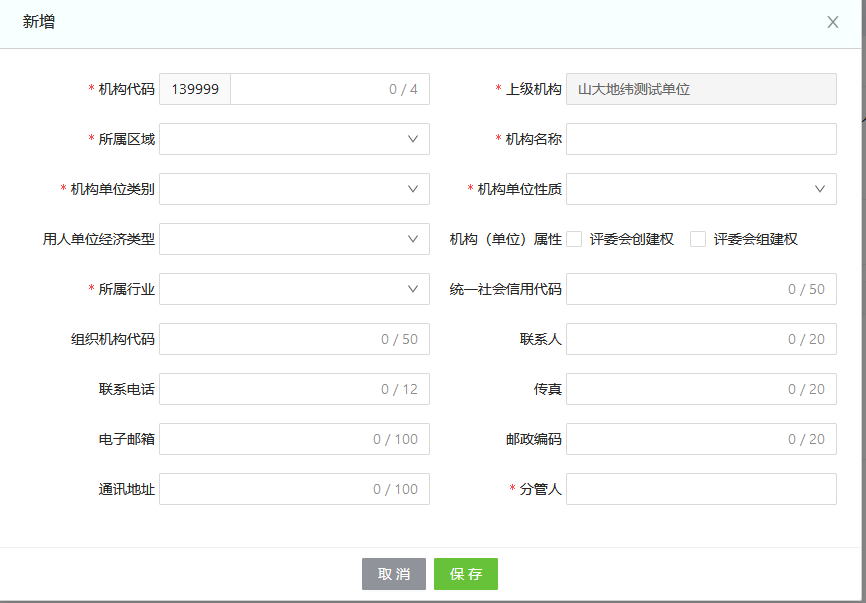 新增
* 机构代码 139999 0 / 4 * 上级机构 山大地纬测试单位
* 所属区域 * 机构名称
* 机构单位类别 * 机构单位性质
用人单位经济类型 机构（单位）属性 评委会创建权 评委会组建权
* 所属行业 统一社会信用代码 0 / 50
组织机构代码 0 / 50 联系人 0 / 20
联系电话 0 / 12 传真 0 / 20
电子邮箱 0 / 100 邮政编码 0 / 20
通讯地址 0 / 100 * 分管人
取 消 保 存